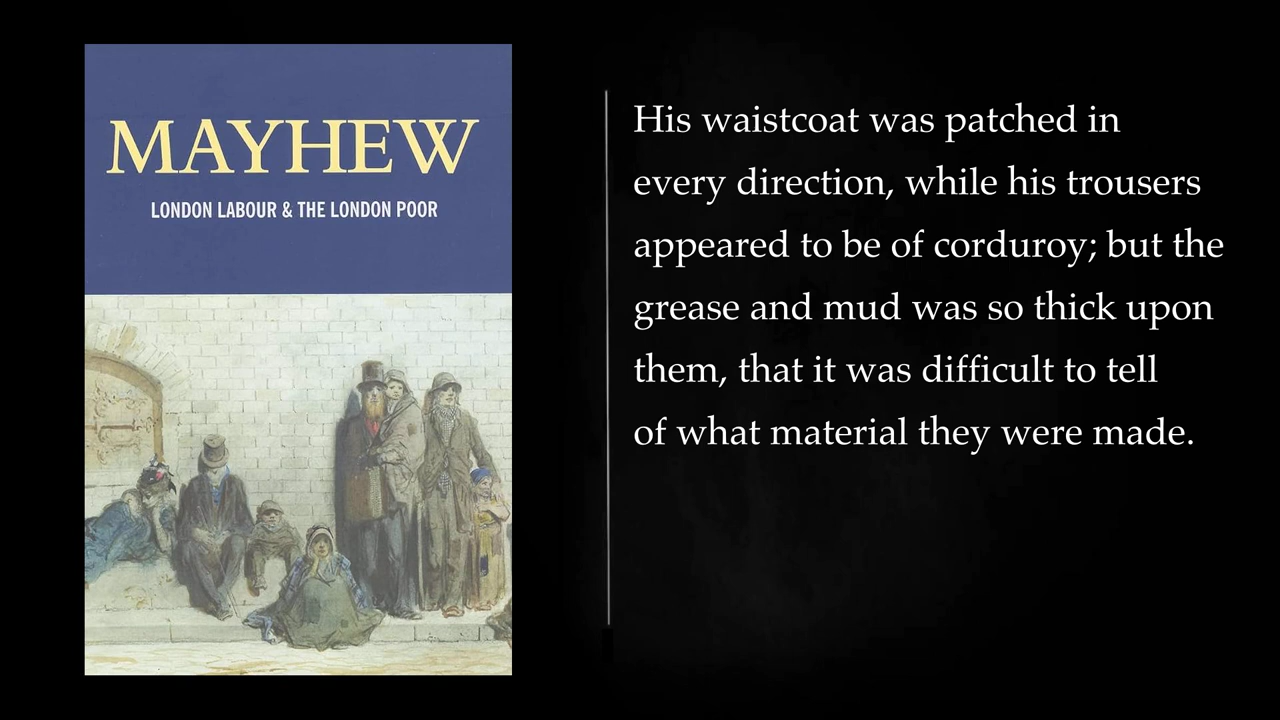 MAYHEW
LONDON LABOUR & THE LONDON POOR
His waistcoat was patched in
every direction, while his trousers
appeared to be of corduroy; but the
grease and mud was so thick upon
them, that it was difficult to tell
of what material they were made.